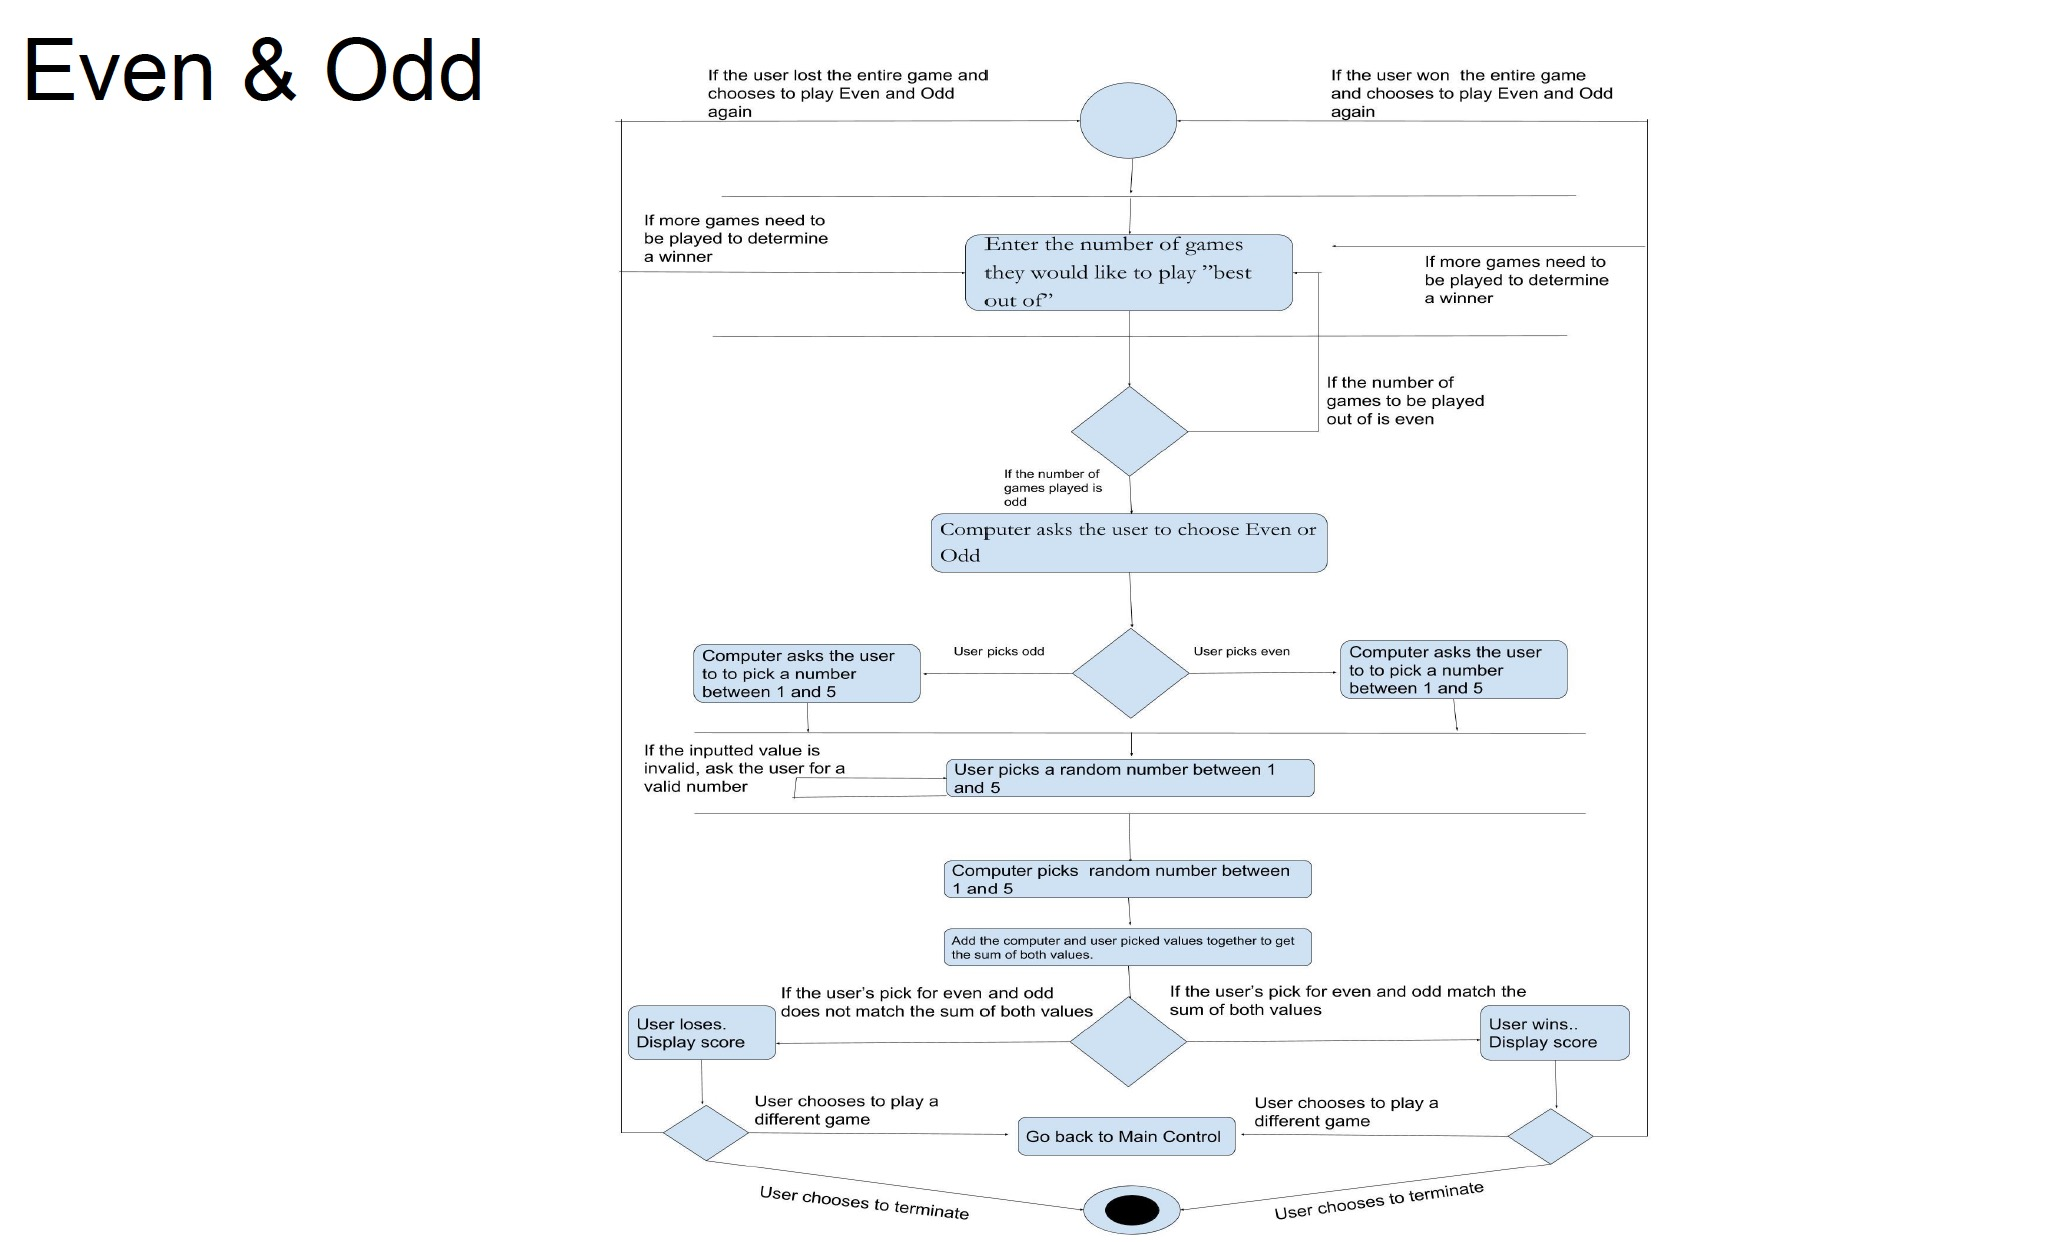 Even & Odd
If the user lost the entire game and
chooses to play Even and Odd
again
If the user won  the entire game
and chooses to play Even and Odd
again
If more games need to
be played to determine
a winner
Enter the number of games
they would like to play ”best
out of”
If more games need to
be played to determine
a winner
If the number of
games to be played
out of is even
If the number of
games played is
odd
Computer asks the user to choose Even or
Odd
Computer asks the user
to to pick a number
between 1 and 5
User picks odd
User picks even
Computer asks the user
to to pick a number
between 1 and 5
If the inputted value is
invalid, ask the user for a
valid number
User picks a random number between 1
and 5
Computer picks  random number between
1 and 5
Add the computer and user picked values together to get
the sum of both values.
If the user’s pick for even and odd
does not match the sum of both values
If the user’s pick for even and odd match the
sum of both values
User loses.
Display score
User wins..
Display score
User chooses to play a
different game
Go back to Main Control
User chooses to play a
different game
User chooses to terminate
User chooses to terminate